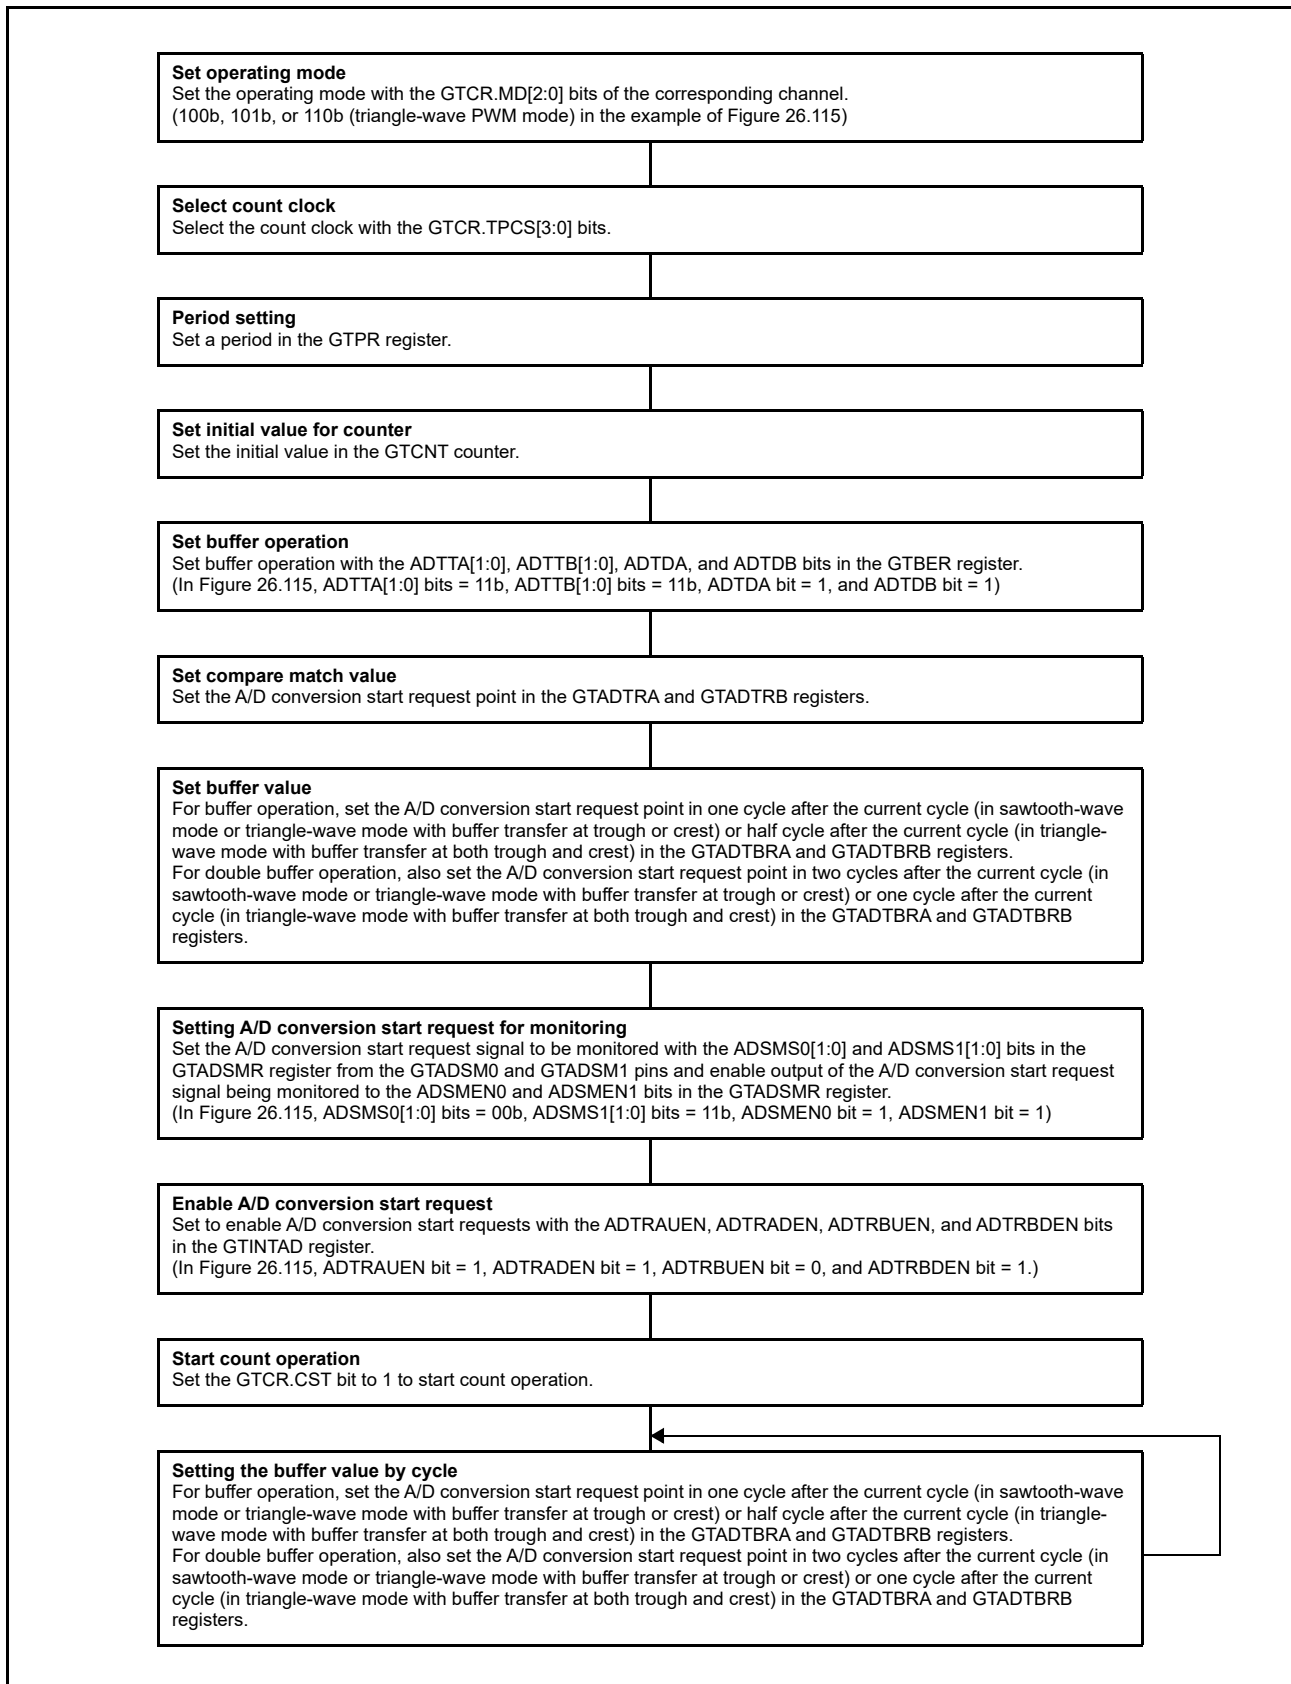 Set operating mode
Set the operating mode with the GTCR.MD[2:0] bits of the corresponding channel.
(100b, 101b, or 110b (triangle-wave PWM mode) in the example of Figure 26.115)
Select count clock
Select the count clock with the GTCR.TPCS[3:0] bits.
Period setting
Set a period in the GTPR register.
Set initial value for counter
Set the initial value in the GTCNT counter.
Set buffer operation
Set buffer operation with the ADTTA[1:0], ADTTB[1:0], ADTDA, and ADTDB bits in the GTBER register.
(In Figure 26.115, ADTTA[1:0] bits = 11b, ADTTB[1:0] bits = 11b, ADTDA bit = 1, and ADTDB bit = 1)
Set compare match value
Set the A/D conversion start request point in the GTADTRA and GTADTRB registers.
Set buffer value
For buffer operation, set the A/D conversion start request point in one cycle after the current cycle (in sawtooth-wave
mode or triangle-wave mode with buffer transfer at trough or crest) or half cycle after the current cycle (in triangle-
wave mode with buffer transfer at both trough and crest) in the GTADTBRA and GTADTBRB registers.
For double buffer operation, also set the A/D conversion start request point in two cycles after the current cycle (in
sawtooth-wave mode or triangle-wave mode with buffer transfer at trough or crest) or one cycle after the current
cycle (in triangle-wave mode with buffer transfer at both trough and crest) in the GTADTBRA and GTADTBRB
registers.
Setting A/D conversion start request for monitoring
Set the A/D conversion start request signal to be monitored with the ADSMS0[1:0] and ADSMS1[1:0] bits in the
GTADSMR register from the GTADSM0 and GTADSM1 pins and enable output of the A/D conversion start request
signal being monitored to the ADSMEN0 and ADSMEN1 bits in the GTADSMR register.
(In Figure 26.115, ADSMS0[1:0] bits = 00b, ADSMS1[1:0] bits = 11b, ADSMEN0 bit = 1, ADSMEN1 bit = 1)
Enable A/D conversion start request
Set to enable A/D conversion start requests with the ADTRAUEN, ADTRADEN, ADTRBUEN, and ADTRBDEN bits
in the GTINTAD register.
(In Figure 26.115, ADTRAUEN bit = 1, ADTRADEN bit = 1, ADTRBUEN bit = 0, and ADTRBDEN bit = 1.)
Start count operation
Set the GTCR.CST bit to 1 to start count operation.
Setting the buffer value by cycle
For buffer operation, set the A/D conversion start request point in one cycle after the current cycle (in sawtooth-wave
mode or triangle-wave mode with buffer transfer at trough or crest) or half cycle after the current cycle (in triangle-
wave mode with buffer transfer at both trough and crest) in the GTADTBRA and GTADTBRB registers.
For double buffer operation, also set the A/D conversion start request point in two cycles after the current cycle (in
sawtooth-wave mode or triangle-wave mode with buffer transfer at trough or crest) or one cycle after the current
cycle (in triangle-wave mode with buffer transfer at both trough and crest) in the GTADTBRA and GTADTBRB
registers.